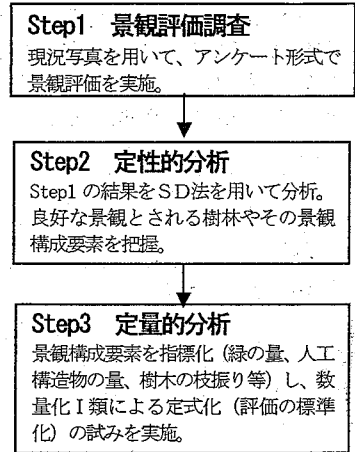 Step1 景観評価調査
現況写真を用いて、アンケート形式で
景観評価を実施。
Step2 定性的分析
Step1 の結果をSD法を用いて分析。
良好な景観とされる樹林やその景観
構成要素を把握。
Step3 定量的分析
景観構成要素を指標化（緑の量、人工
構造物の量、樹木の枝振り等）し、数
量化Ⅰ類による定式化（評価の標準
化）の試みを実施。